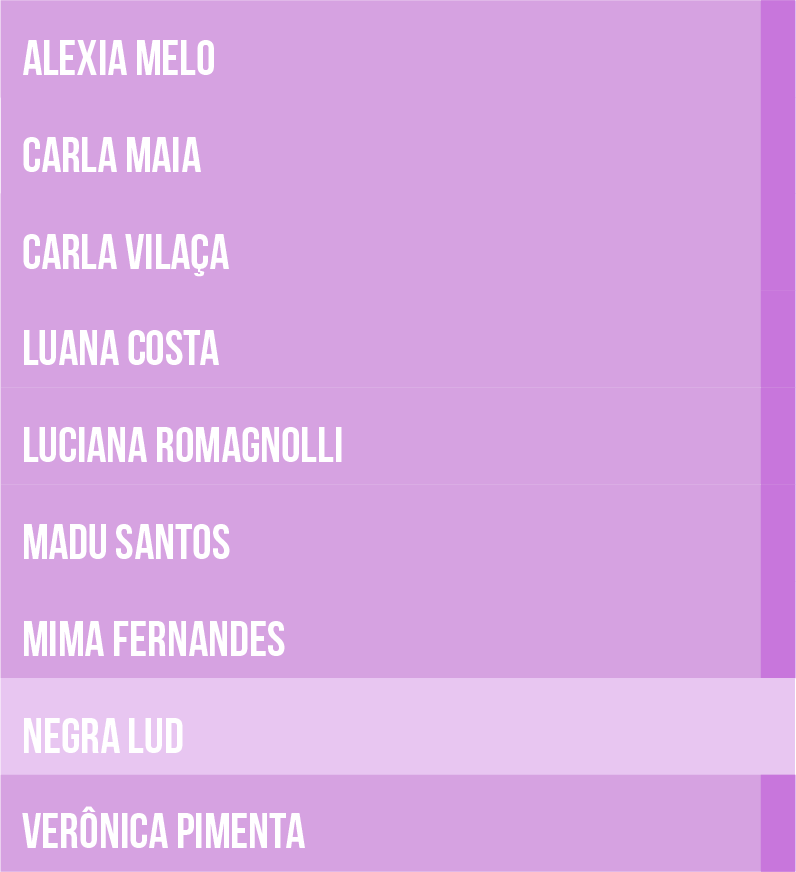 ALEXIA MELO
CARLA MAIA
CARLA VILAÇA
LUANA COSTA
LUCIANA ROMAGNOLLI
MADU SANTOS
MIMA FERNANDES
NEGRA LUD
VERÔNICA PIMENTA